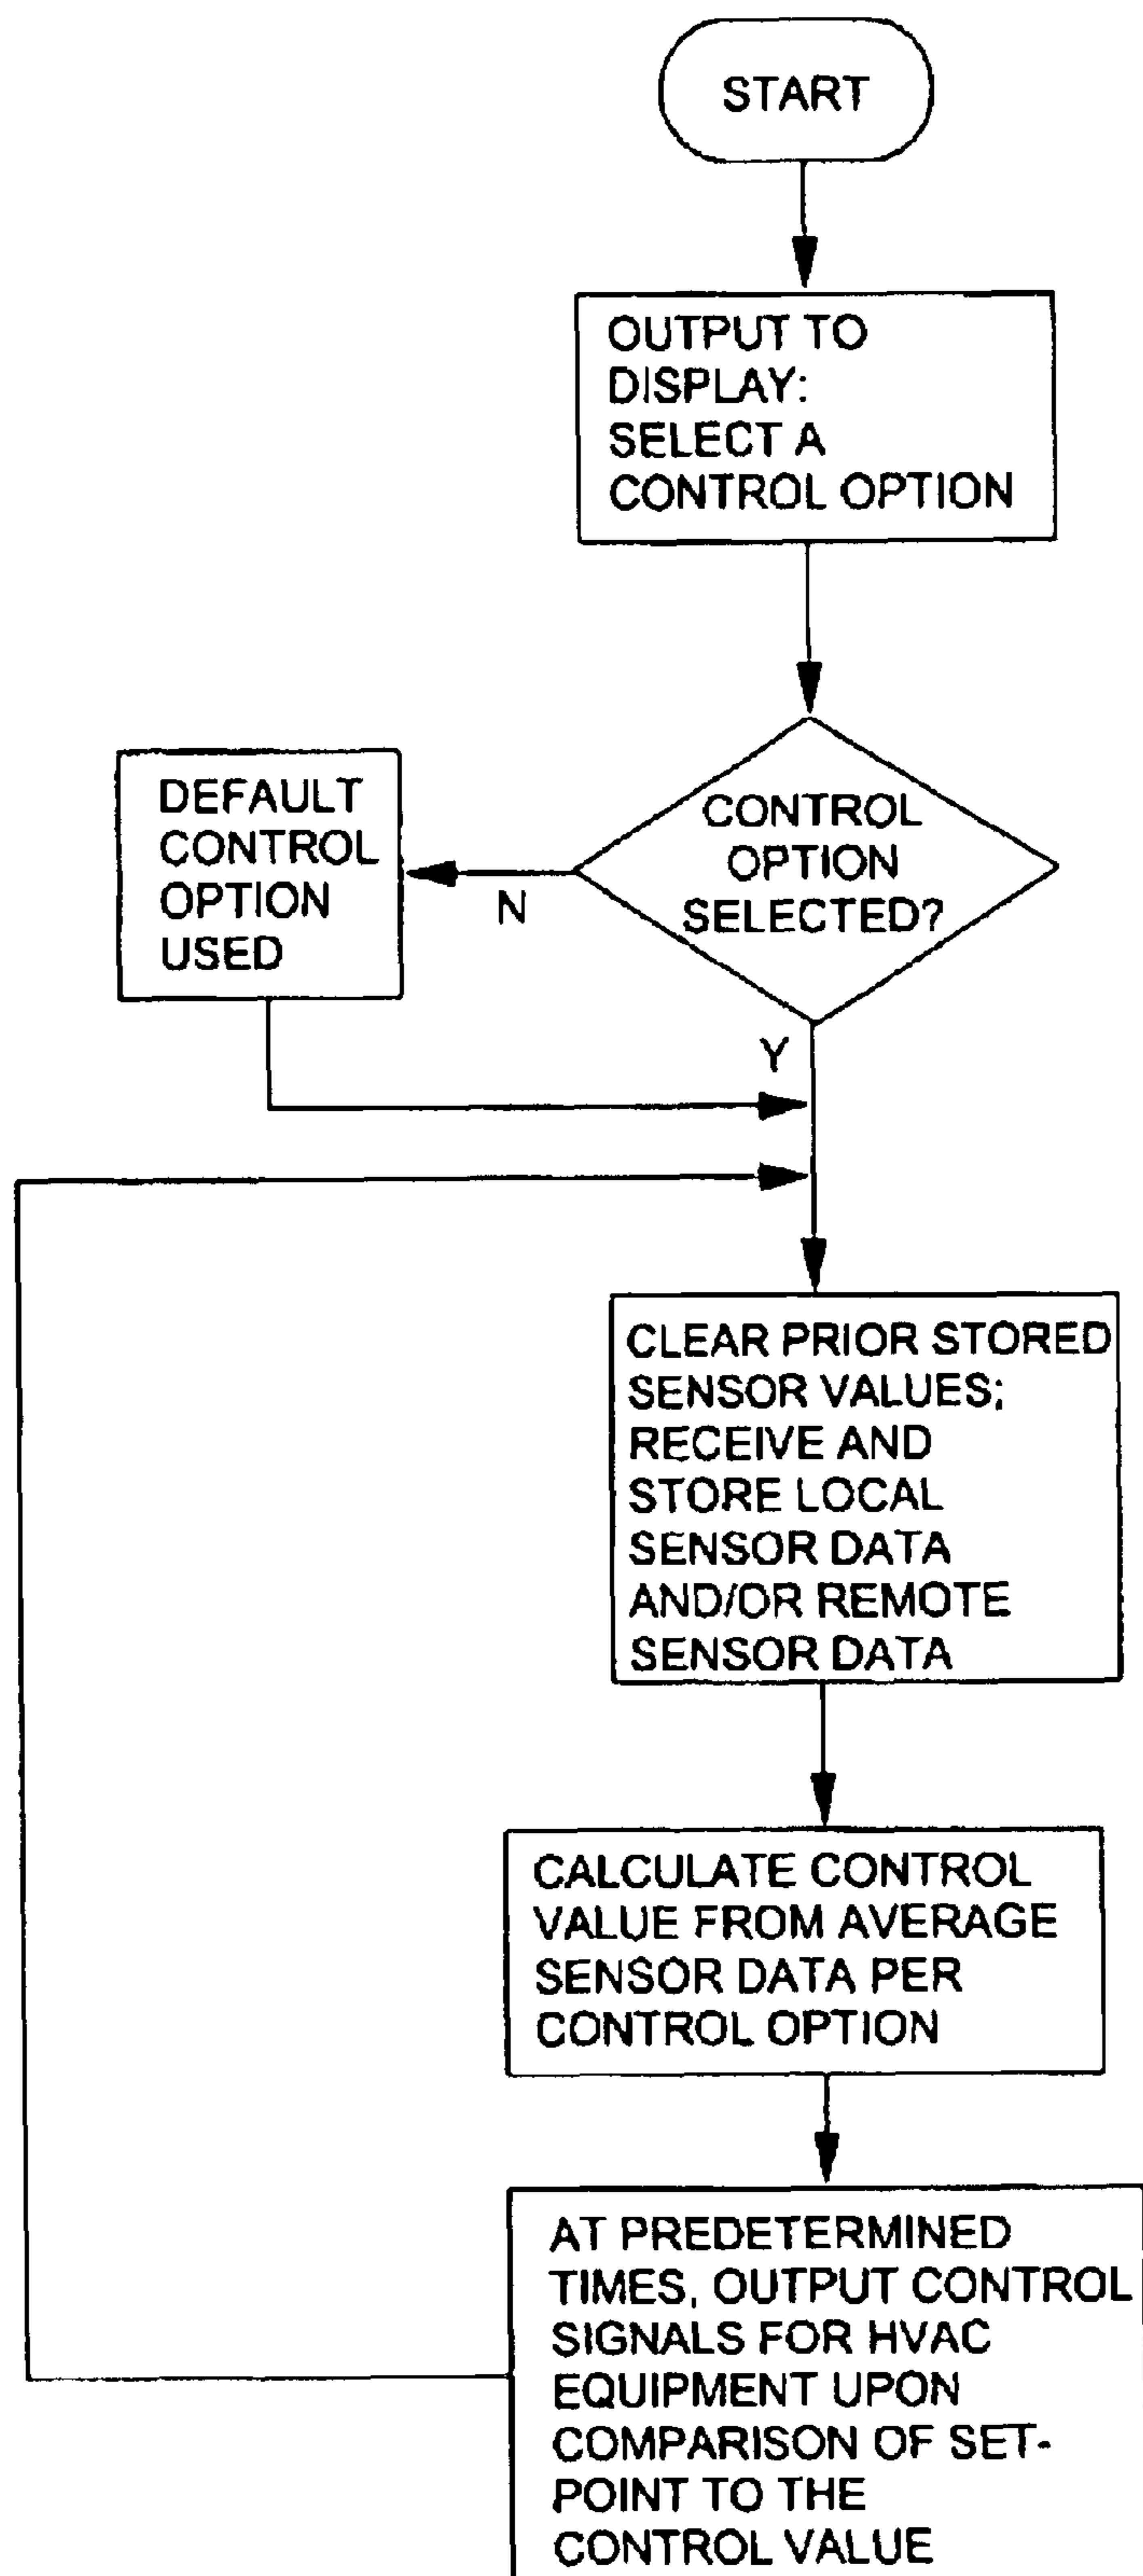 START
OUTPUT TO
DISPLAY:
SELECT A
CONTROL OPTION
CONTROL
OPTION
SELECTED?
N
DEFAULT
CONTROL
OPTION
USED
Y
CLEAR PRIOR STORED
SENSOR VALUES;
RECEIVE AND
STORE LOCAL
SENSOR DATA
AND/OR REMOTE
SENSOR DATA
CALCULATE CONTROL
VALUE FROM AVERAGE
SENSOR DATA PER
CONTROL OPTION
AT PREDETERMINED
TIMES, OUTPUT CONTROL
SIGNALS FOR HVAC
EQUIPMENT UPON
COMPARISON OF SET-
POINT TO THE
CONTROL VALUE